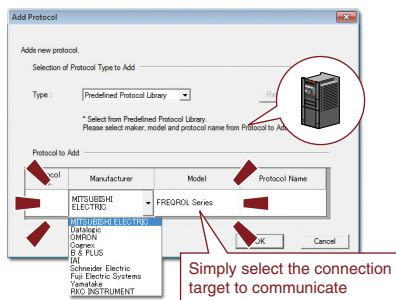 Add Protocol
Adds new protocol.
Selection of Protocol Type to Add
Type :
Predefined Protocol Library
* Select from Predefined Protocol Library.
Please select maker, model and protocol name from Protocol to
Protocol to Add
Manufacturer
Model
Protocol Name
MITSUBISHI
ELECTRIC
FREQROL Series
MITSUBISHI ELECTRIC
Datalogic
OMRON
Cognex
B & PLUS
IAI
Schneider Electric
Fuji Electric Systems
Yamatake
RKC INSTRUMENT
Cancel
Simply select the connection
target to communicate